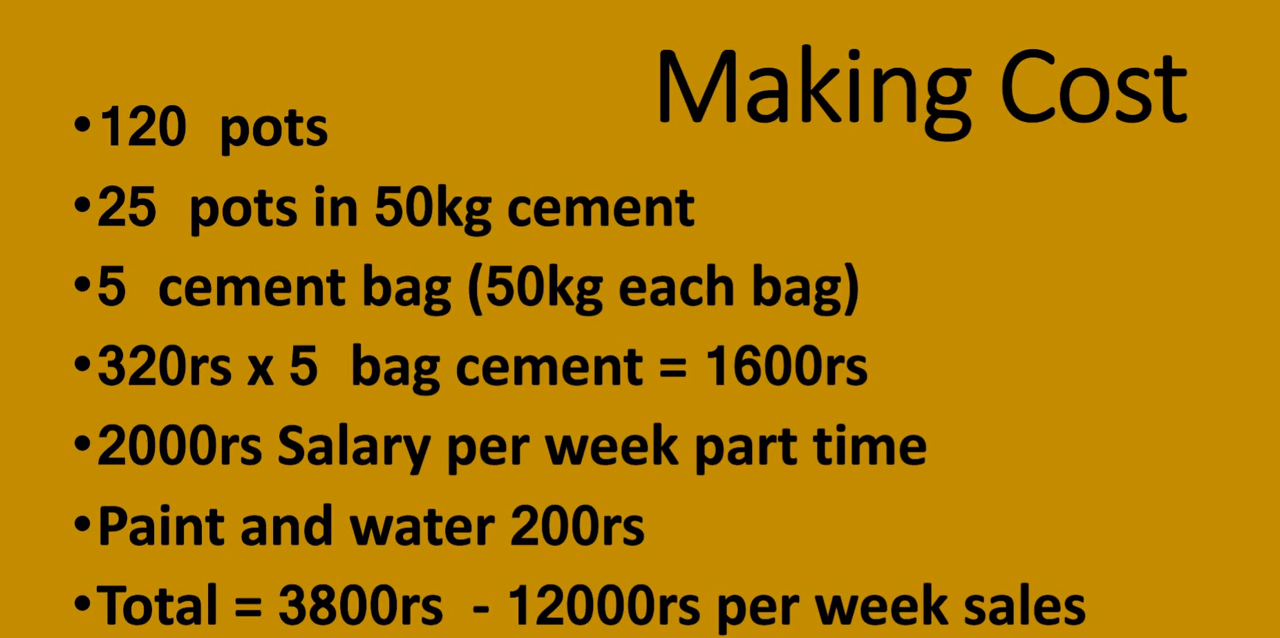 Making Cost
•120 pots
•25 pots in 50kg cement
•5 cement bag (50kg each bag)
•320rs x 5 bag cement = 1600rs
•2000rs Salary per week part time
•Paint and water 200rs
•Total = 3800rs - 12000rs per week sales